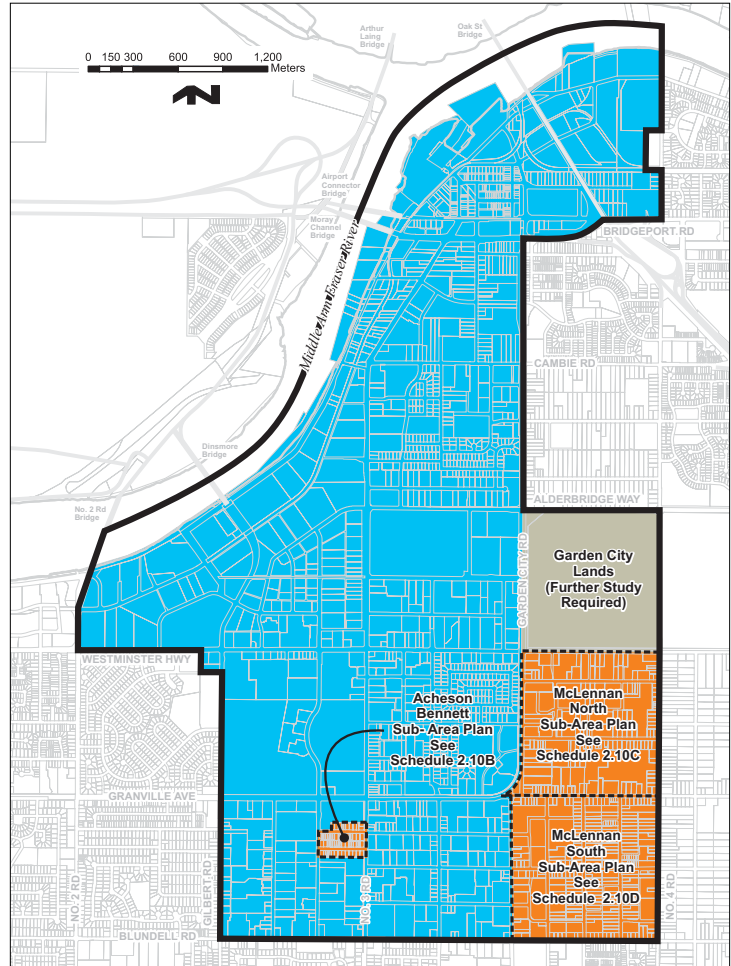 Arthur
Laing
Bridge
Oak St
Bridge
0 150 300 600 900 1,200
Meters
N
Airport
Connector
Bridge
Moray
Channel
Bridge
BRIDGEPORT RD
Middle Arm Fraser River
CAMBIE RD
Dinsmore
Bridge
No. 2 Rd
Bridge
ALDERBRIDGE WAY
GARDEN CITY RD
Garden City
Lands
(Further Study
Required)
WESTMINSTER HWY
Acheson
Bennett
Sub- Area Plan
See
Schedule 2.10B
McLennan
North
Sub-Area Plan
See
Schedule 2.10C
GRANVILLE AVE
McLennan
South
Sub-Area Plan
See
Schedule 2.10D
NO. 2 RD
GILBERT RD
NO. 3 RD
NO. 4 RD
BLUNDELL RD